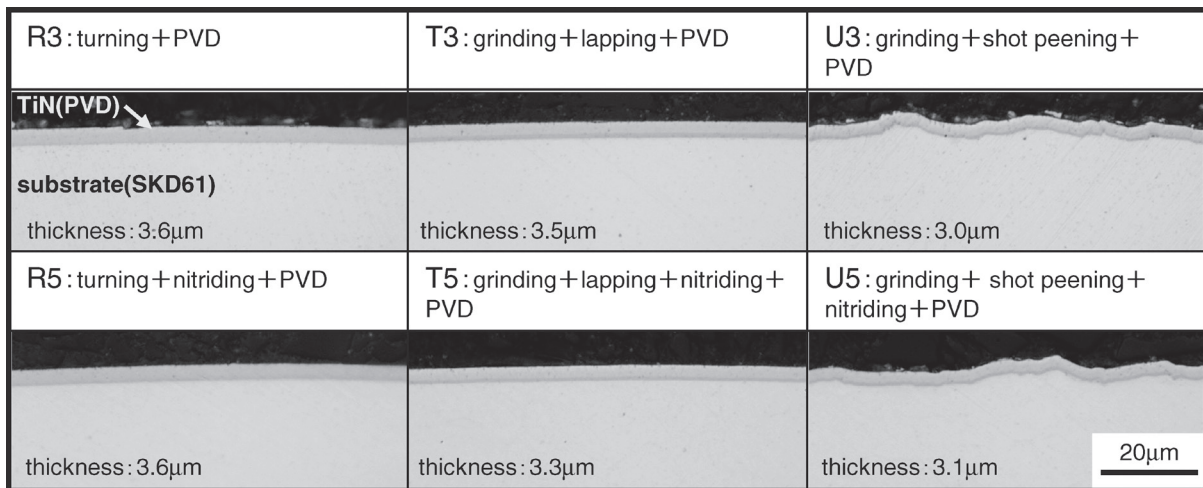 R3:turning+PVD
T3:grinding+lapping+PVD
U3:grinding+shot peening+
PVD
TiN(PVD)
substrate(SKD61)
thickness:3.6μm
thickness:3.5μm
thickness:3.0μm
R5:turning+nitriding+PVD
T5:grinding+lapping+nitriding+
PVD
U5:grinding+ shot peening+
nitriding+PVD
thickness:3.6μm
thickness:3.3μm
thickness:3.1μm
20μm